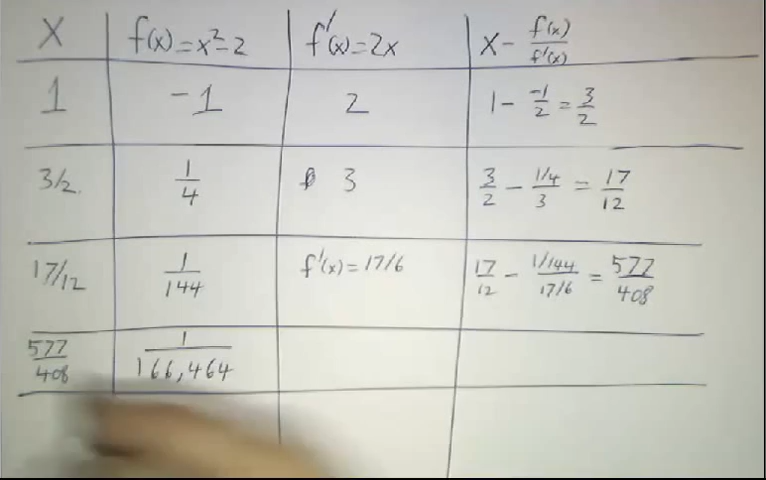 x f(x) = x²-2 f'(x) = 2x x - f(x)/f'(x)
1 -1 2 1 - -1/2 = 3/2
3/2 1/4 3 3/2 - 1/4/3 = 17/12
17/12 1/144 f'(x) = 17/6 17/12 - 1/144/17/6 = 577/408
577/408 1/166,464